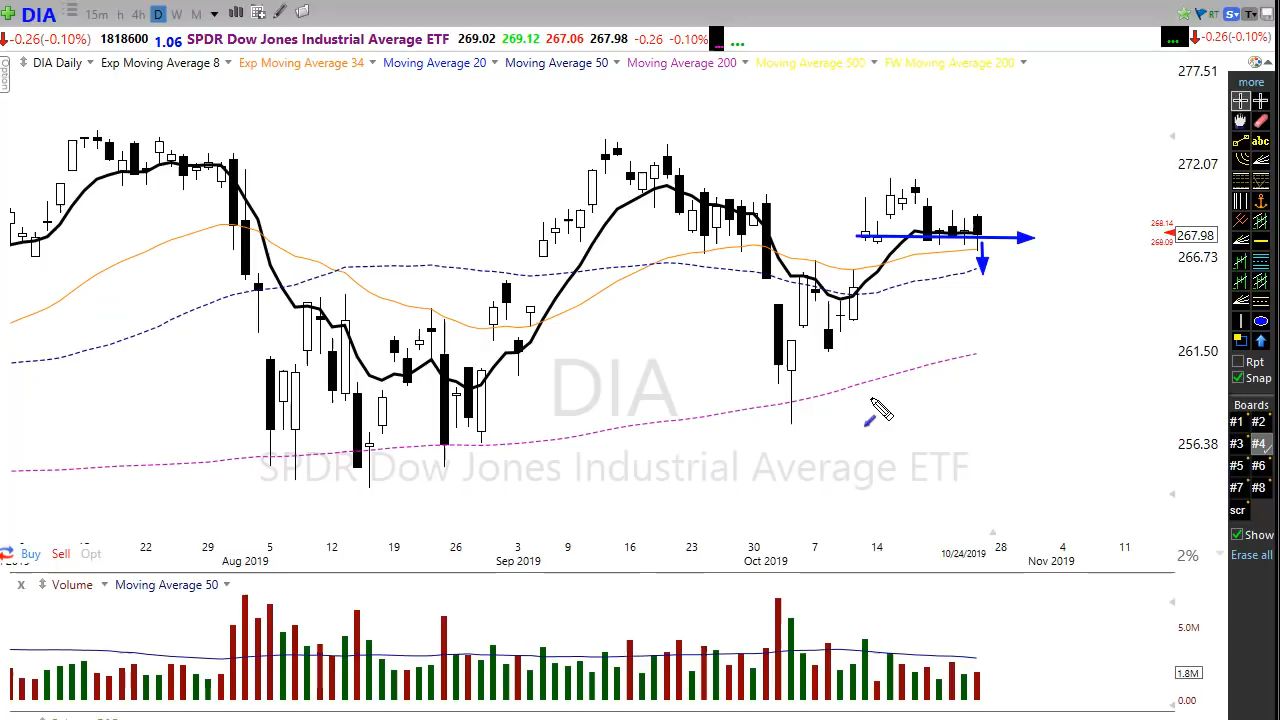 DIA 15m h 4h D W M RT S T
-0.26(-0.10%) 1818600 1.06 SPDR Dow Jones Industrial Average ETF 269.02 269.12 267.06 267.98 -0.26 -0.10% ... ... -0.26(-0.10%)
Option DIA Daily Exp Moving Average 8 Exp Moving Average 34 Moving Average 20 Moving Average 50 Moving Average 200 Moving Average 500 FW Moving Average 200
277.51
272.07
268.14
267.98
268.09
266.73
261.50
256.38
DIA
SPDR Dow Jones Industrial Average ETF
22 29 5 12 19 26 3 9 16 23 30 7 14 10/24/2019 28 4 11
Aug 2019 Sep 2019 Oct 2019 Nov 2019
Buy Sell Opt 2%
x Volume Moving Average 50
5.0M
1.8M
0.00
more
abc
Rpt
Snap
Boards
#1 #2
#3 #4
#5 #6
#7 #8
scr
Show
Erase all